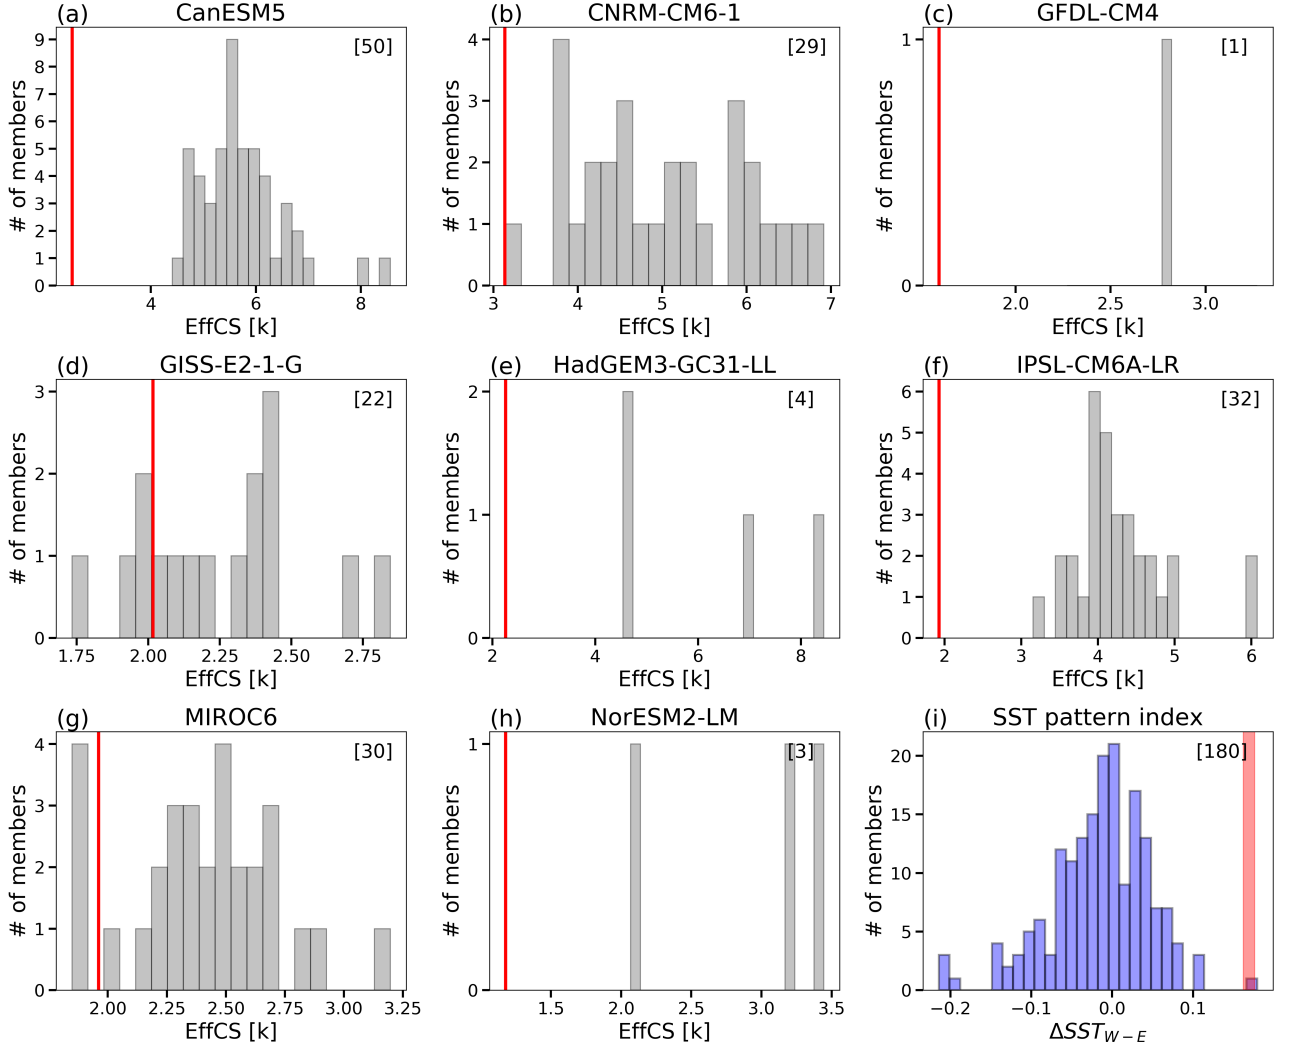 (a) CanESM5
[50]
# of members
0 1 2 3 4 5 6 7 8 9
4 6 8
EffCS [k]
(b) CNRM-CM6-1
[29]
# of members
0 1 2 3 4
3 4 5 6 7
EffCS [k]
(c) GFDL-CM4
[1]
# of members
0 1
2.0 2.5 3.0
EffCS [k]
(d) GISS-E2-1-G
[22]
# of members
0 1 2 3
1.75 2.00 2.25 2.50 2.75
EffCS [k]
(e) HadGEM3-GC31-LL
[4]
# of members
0 1 2
2 4 6 8
EffCS [k]
(f) IPSL-CM6A-LR
[32]
# of members
0 1 2 3 4 5 6
2 3 4 5 6
EffCS [k]
(g) MIROC6
[30]
# of members
0 1 2 3 4
2.00 2.25 2.50 2.75 3.00 3.25
EffCS [k]
(h) NorESM2-LM
[3]
# of members
0 1
1.5 2.0 2.5 3.0 3.5
EffCS [k]
(i) SST pattern index
[180]
# of members
0 5 10 15 20
−0.2 −0.1 0.0 0.1
ΔSST_{W−E}